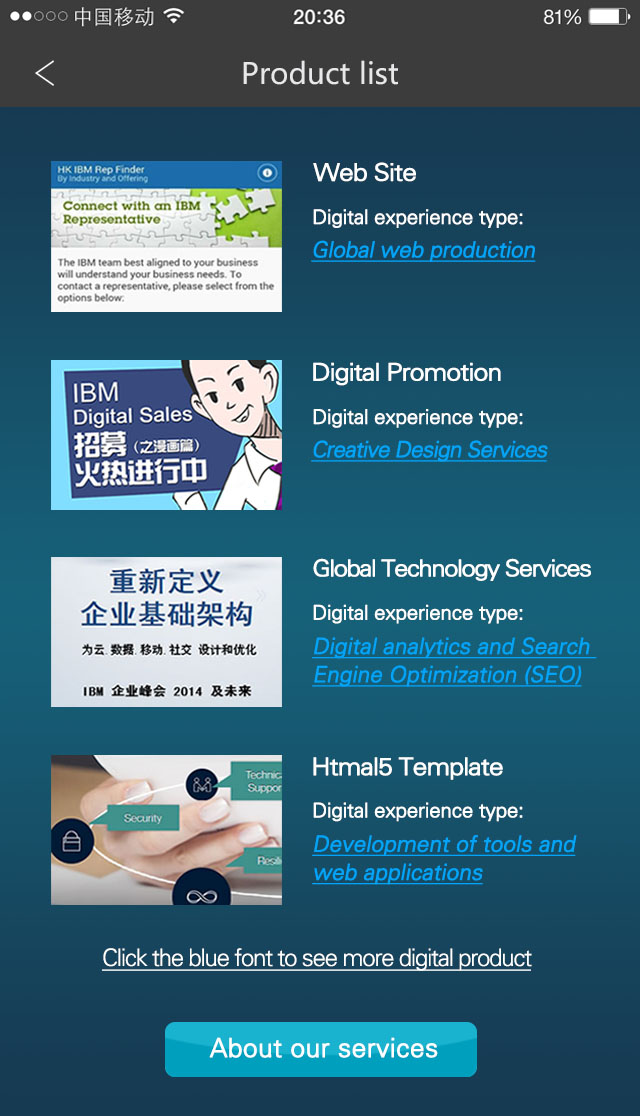 中国移动 20:36 81%
Product list
HK IBM Rep Finder
By Industry and Offering
Connect with an IBM
Representative
The IBM team best aligned to your business
will understand your business needs. To
contact a representative, please select from the
options below:
Web Site
Digital experience type:
Global web production
IBM
Digital Sales
招募（之漫画篇）
火热进行中
Digital Promotion
Digital experience type:
Creative Design Services
重新定义
企业基础架构
为云.数据.移动.社交 设计和优化
IBM 企业峰会 2014 及未来
Global Technology Services
Digital experience type:
Digital analytics and Search
Engine Optimization (SEO)
Technic
Suppor
Security
Resili
Htmal5 Template
Digital experience type:
Development of tools and
web applications
Click the blue font to see more digital product
About our services